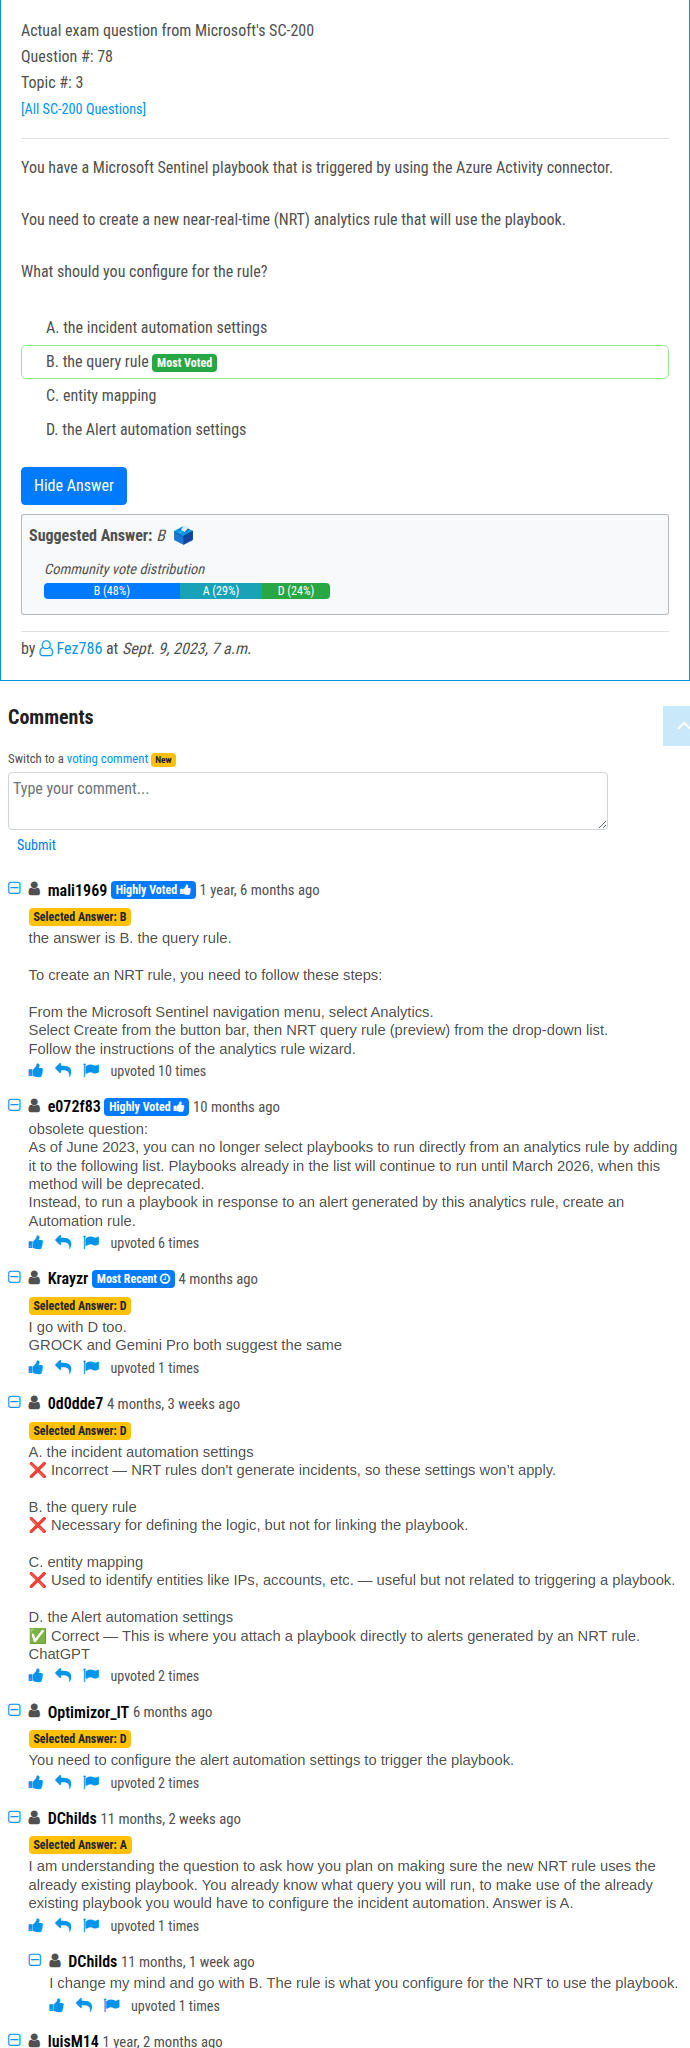 Actual exam question from Microsoft's SC-200
Question #: 78
Topic #: 3
[All SC-200 Questions]
You have a Microsoft Sentinel playbook that is triggered by using the Azure Activity connector.
You need to create a new near-real-time (NRT) analytics rule that will use the playbook.
What should you configure for the rule?
A. the incident automation settings
B. the query rule Most Voted
C. entity mapping
D. the Alert automation settings
Hide Answer
Suggested Answer: B
Community vote distribution
B (48%) A (29%) D (24%)
by Fez786 at Sept. 9, 2023, 7 a.m.
Comments
Switch to a voting comment New
Type your comment...
Submit
mali1969 Highly Voted 1 year, 6 months ago
Selected Answer: B
the answer is B. the query rule.
To create an NRT rule, you need to follow these steps:
From the Microsoft Sentinel navigation menu, select Analytics.
Select Create from the button bar, then NRT query rule (preview) from the drop-down list.
Follow the instructions of the analytics rule wizard.
upvoted 10 times
e072f83 Highly Voted 10 months ago
obsolete question:
As of June 2023, you can no longer select playbooks to run directly from an analytics rule by adding
it to the following list. Playbooks already in the list will continue to run until March 2026, when this
method will be deprecated.
Instead, to run a playbook in response to an alert generated by this analytics rule, create an
Automation rule.
upvoted 6 times
Krayzr Most Recent 4 months ago
Selected Answer: D
I go with D too.
GROCK and Gemini Pro both suggest the same
upvoted 1 times
0d0dde7 4 months, 3 weeks ago
Selected Answer: D
A. the incident automation settings
❌ Incorrect — NRT rules don't generate incidents, so these settings won’t apply.
B. the query rule
❌ Necessary for defining the logic, but not for linking the playbook.
C. entity mapping
❌ Used to identify entities like IPs, accounts, etc. — useful but not related to triggering a playbook.
D. the Alert automation settings
✅ Correct — This is where you attach a playbook directly to alerts generated by an NRT rule.
ChatGPT
upvoted 2 times
Optimizor_IT 6 months ago
Selected Answer: D
You need to configure the alert automation settings to trigger the playbook.
upvoted 2 times
DChilds 11 months, 2 weeks ago
Selected Answer: A
I am understanding the question to ask how you plan on making sure the new NRT rule uses the
already existing playbook. You already know what query you will run, to make use of the already
existing playbook you would have to configure the incident automation. Answer is A.
upvoted 1 times
DChilds 11 months, 1 week ago
I change my mind and go with B. The rule is what you configure for the NRT to use the playbook.
upvoted 1 times
luisM14 1 year, 2 months ago